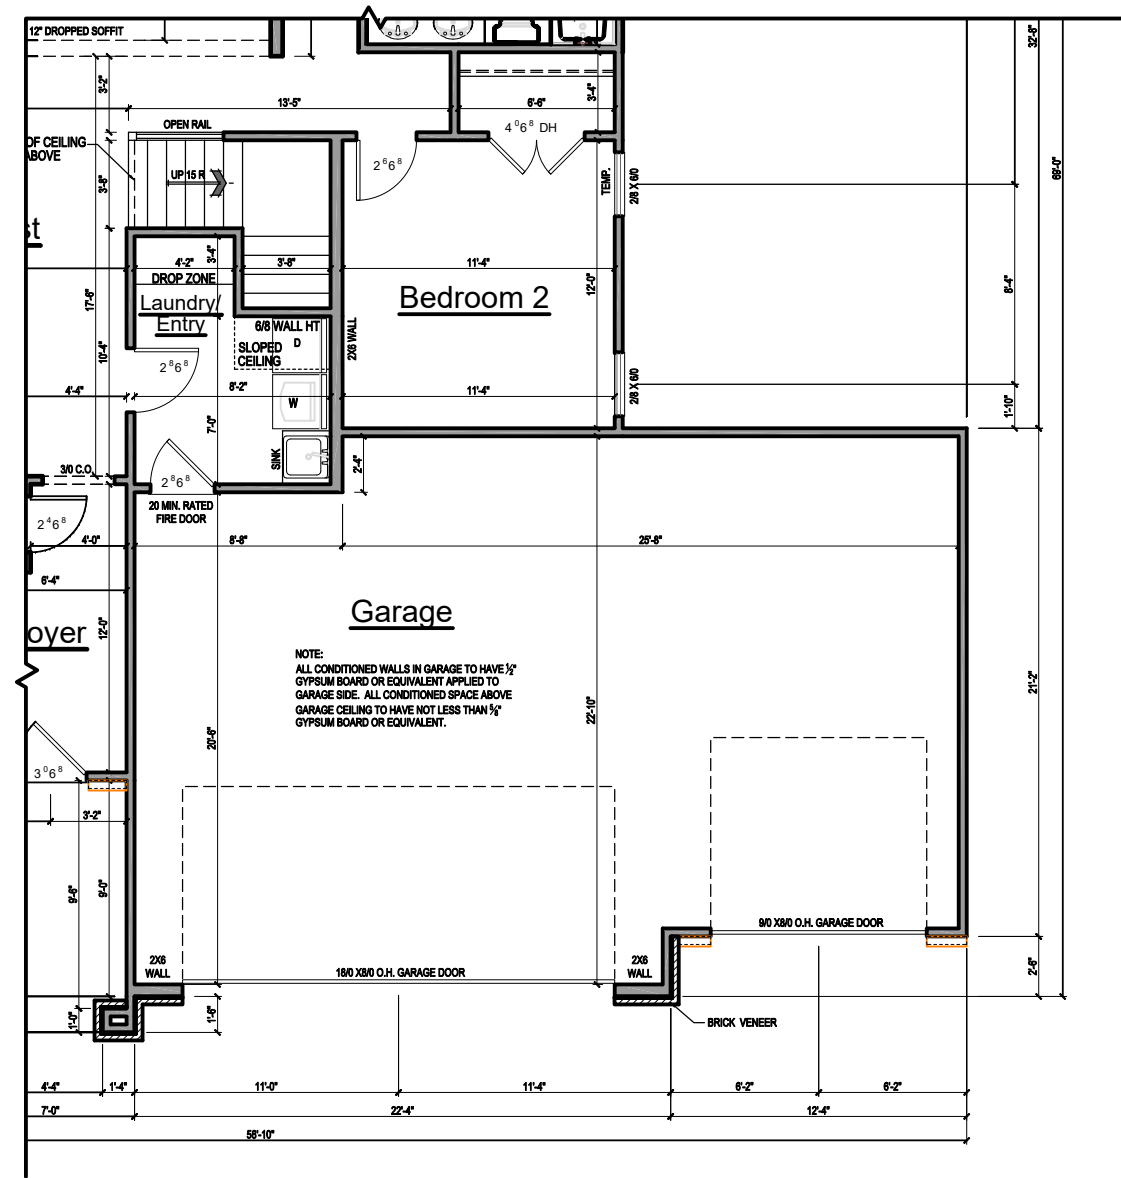 12" DROPPED SOFFIT
32'-8"
3'-2"
13'-5"
6'-6"
3'-4"
4⁰6⁸ DH
OPEN RAIL
OF CEILING
ABOVE
2⁶6⁸
3'-8"
UP 15 R
TEMP.
2/8 X 6/0
69'-0"
st
4'-2"
3'-4"
3'-8"
11'-4"
12'-0"
8'-4"
DROP ZONE
17'-6"
Laundry/
Entry
Bedroom 2
6/8 WALL HT
D
SLOPED
CEILING
2X6 WALL
10'-4"
2⁸6⁸
8'-2"
4'-4"
11'-4"
2/8 X 6/0
1'-10"
W
7'-0"
SINK
3/0 C.O.
2⁸6⁸
2'-4"
20 MIN. RATED
FIRE DOOR
2⁴6⁸
4'-0"
8'-8"
25'-8"
6'-4"
oyer
12'-0"
Garage
NOTE:
ALL CONDITIONED WALLS IN GARAGE TO HAVE ½"
GYPSUM BOARD OR EQUIVALENT APPLIED TO
GARAGE SIDE. ALL CONDITIONED SPACE ABOVE
GARAGE CEILING TO HAVE NOT LESS THAN ⅝"
GYPSUM BOARD OR EQUIVALENT.
21'-2"
22'-10"
20'-6"
3⁰6⁸
3'-2"
9'-6"
9'-0"
9/0 X8/0 O.H. GARAGE DOOR
2X6
WALL
16/0 X8/0 O.H. GARAGE DOOR
2X6
WALL
2'-6"
1'-0"
1'-6"
BRICK VENEER
4'-4"
1'-4"
11'-0"
11'-4"
6'-2"
6'-2"
7'-0"
22'-4"
12'-4"
56'-10"